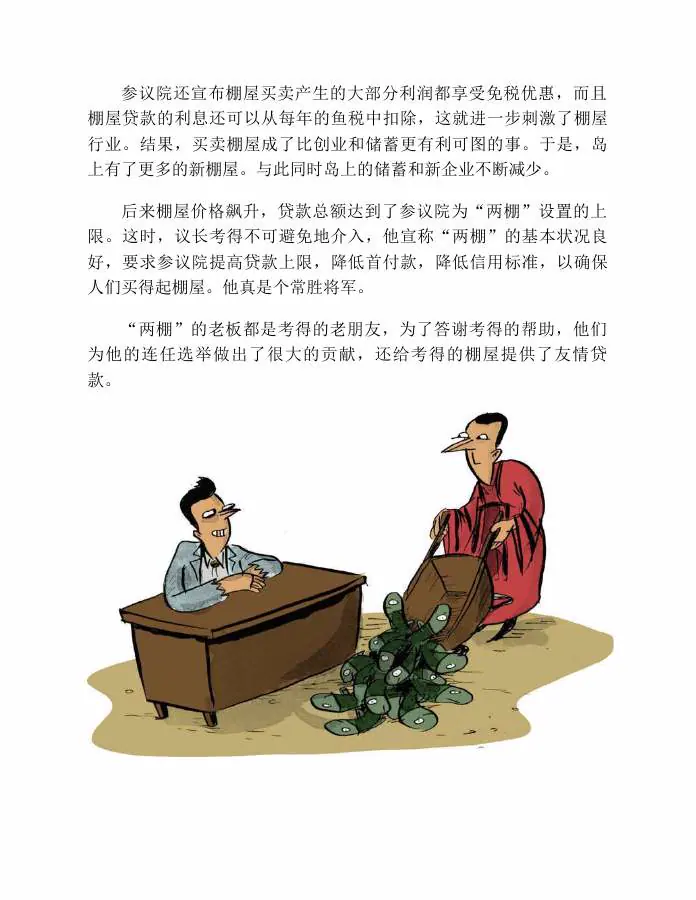 参议院还宣布棚屋买卖产生的大部分利润都享受免税优惠，而且
棚屋贷款的利息还可以从每年的鱼税中扣除，这就进一步刺激了棚屋
行业。结果，买卖棚屋成了比创业和储蓄更有利可图的事。于是，岛
上有了更多的新棚屋。与此同时岛上的储蓄和新企业不断减少。
后来棚屋价格飙升，贷款总额达到了参议院为“两棚”设置的上
限。这时，议长考得不可避免地介入，他宣称“两棚”的基本状况良
好，要求参议院提高贷款上限，降低首付款，降低信用标准，以确保
人们买得起棚屋。他真是个常胜将军。
“两棚”的老板都是考得的老朋友，为了答谢考得的帮助，他们
为他的连任选举做出了很大的贡献，还给考得的棚屋提供了友情贷
款。